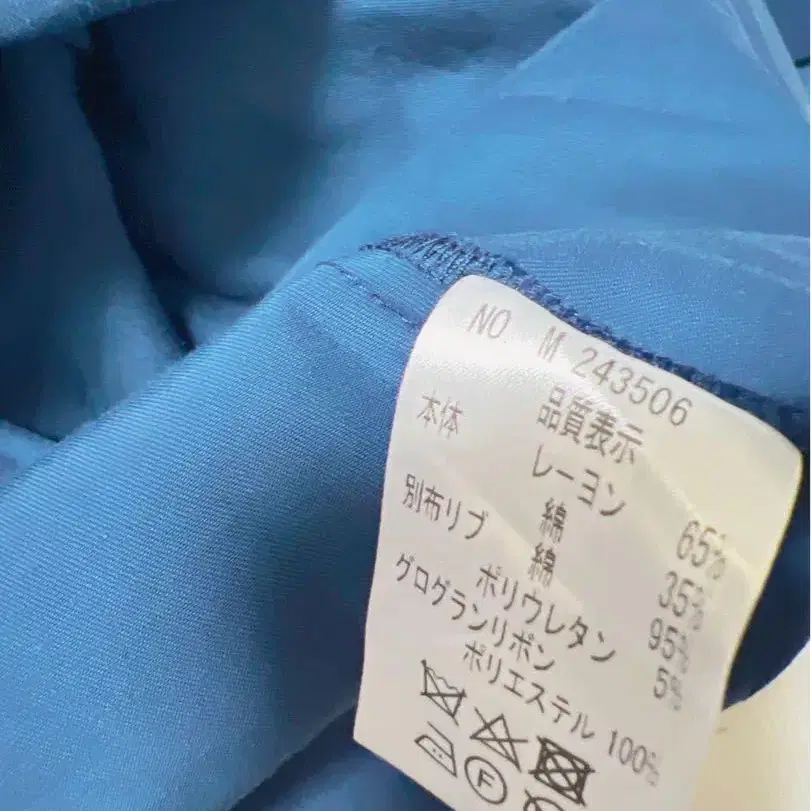 NO. M 243506
品質表示
本体 レーヨン 65%
綿 35%
別布リブ 綿 95%
ポリウレタン 5%
グログランリボン
ポリエステル 100%
F